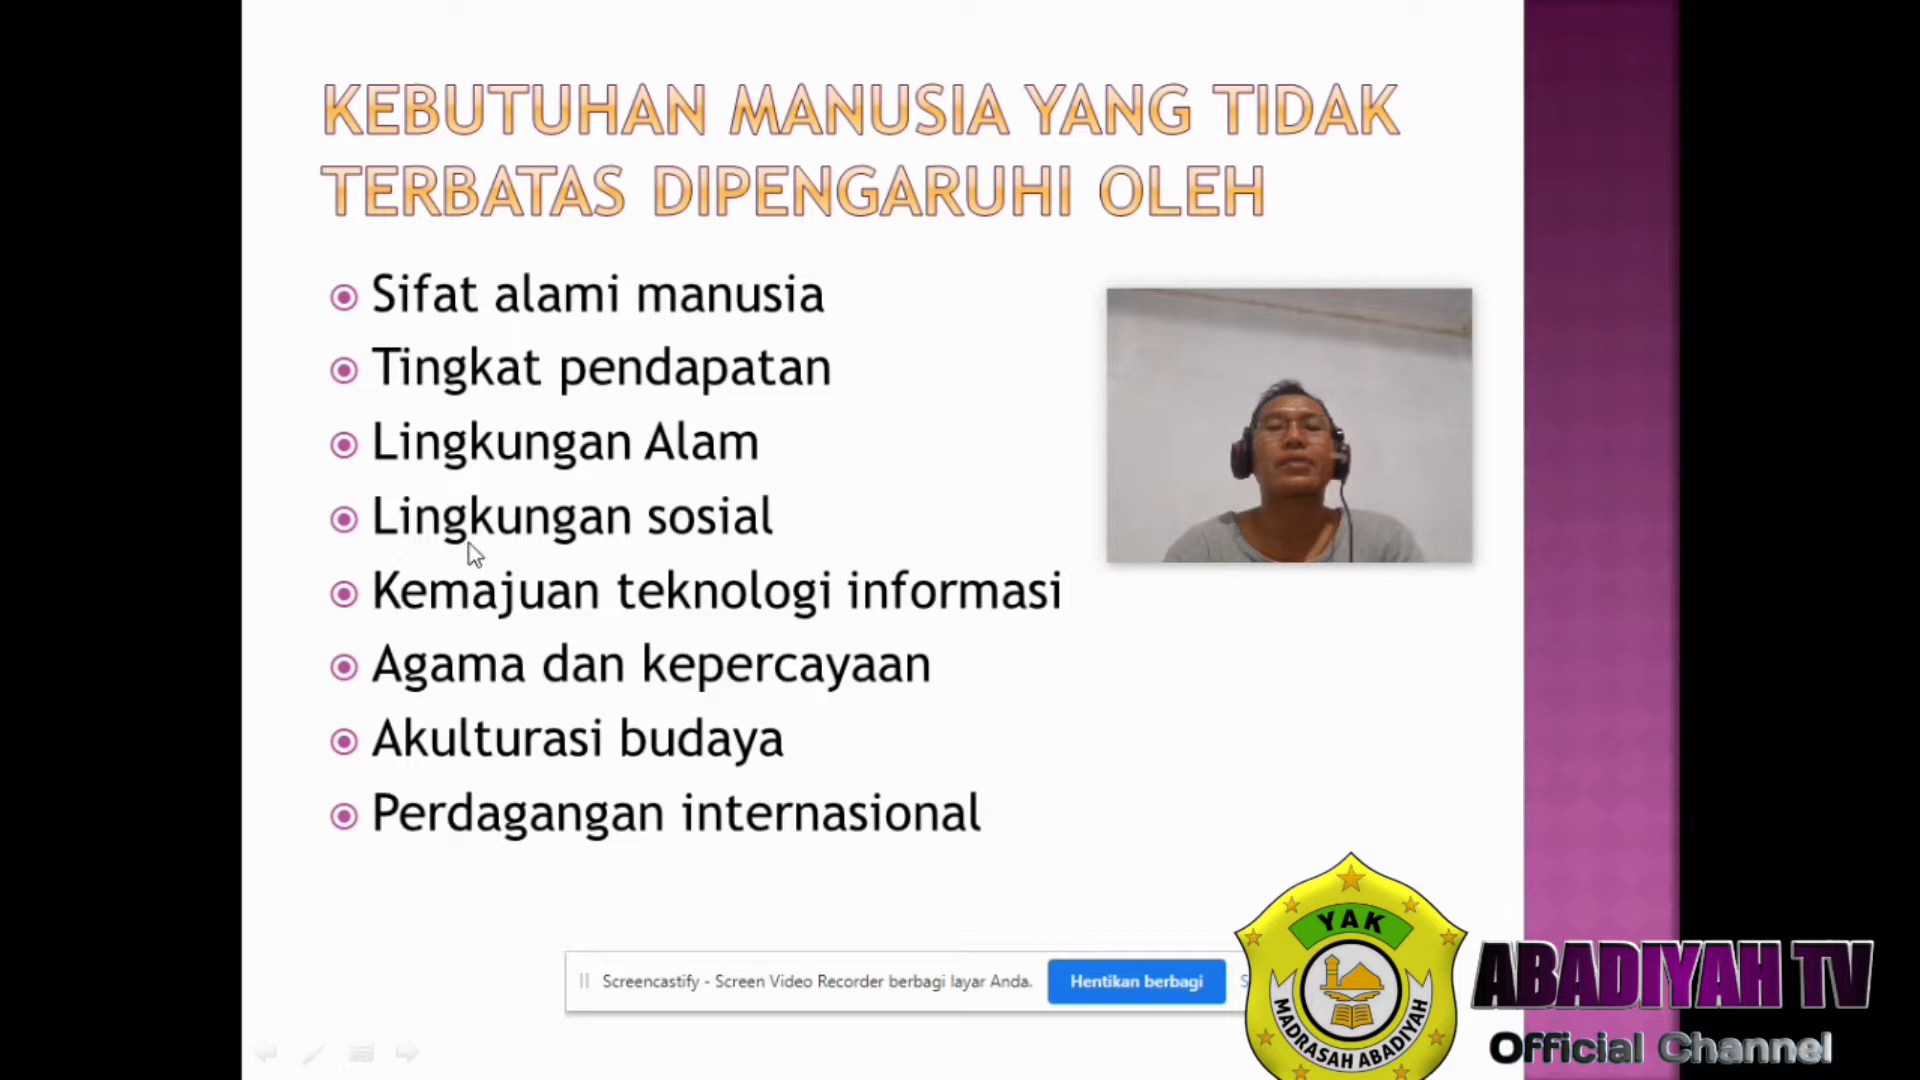 KEBUTUHAN MANUSIA YANG TIDAK
TERBATAS DIPENGARUHI OLEH
Sifat alami manusia
Tingkat pendapatan
Lingkungan Alam
Lingkungan sosial
Kemajuan teknologi informasi
Agama dan kepercayaan
Akulturasi budaya
Perdagangan internasional
Screencastify - Screen Video Recorder berbagi layar Anda.
Hentikan berbagi
YAK
MADRASAH ABADIYAH
ABADIYAH TV
Official Channel